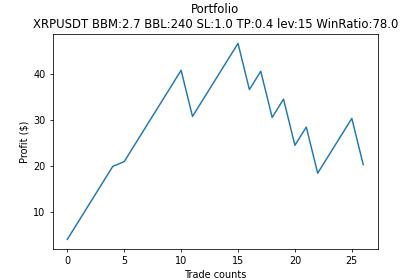 Portfolio
XRPUSDT BBM:2.7 BBL:240 SL:1.0 TP:0.4 lev:15 WinRatio:78.0
40
30
20
10
Profit ($)
0 5 10 15 20 25
Trade counts